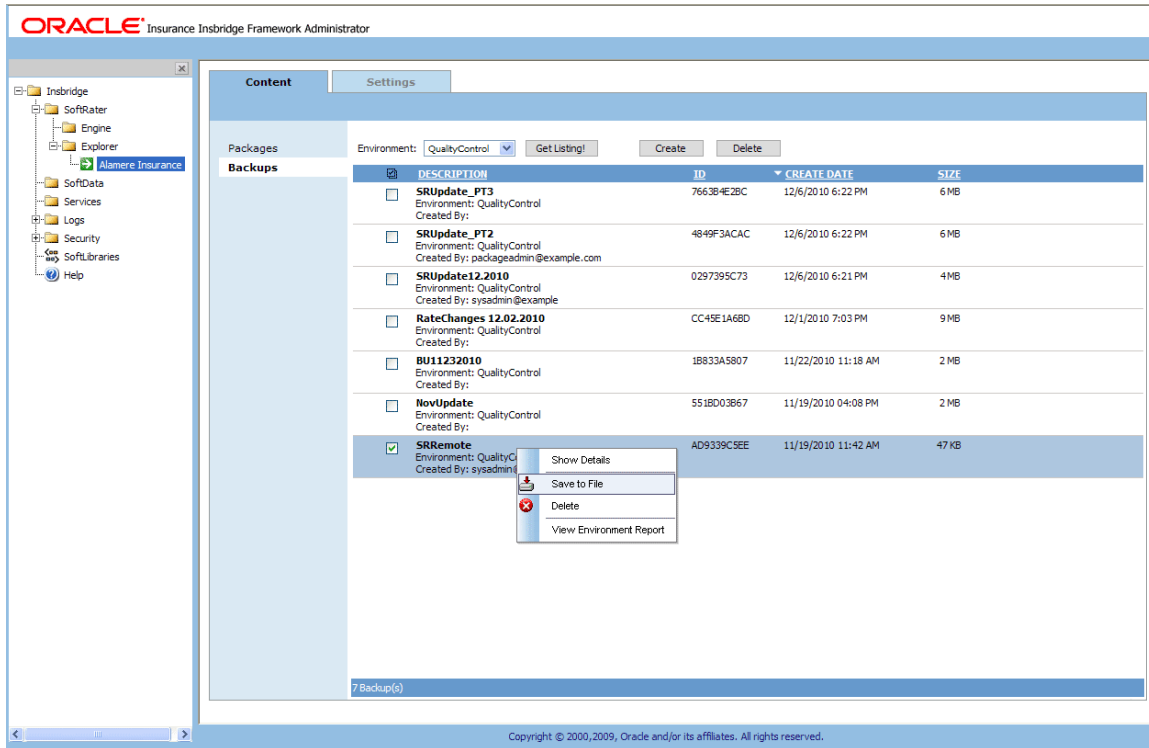 ORACLE Insurance Insbridge Framework Administrator
Insbridge
SoftRater
Engine
Explorer
Alamere Insurance
SoftData
Services
Logs
Security
SoftLibraries
Help
Content Settings
Packages
Backups
Environment: QualityControl Get Listing! Create Delete
DESCRIPTION ID CREATE DATE SIZE
SRUpdate_PT3 7663B4E2BC 12/6/2010 6:22 PM 6 MB
Environment: QualityControl
Created By:
SRUpdate_PT2 4849F3ACAC 12/6/2010 6:22 PM 6 MB
Environment: QualityControl
Created By: packageadmin@example.com
SRUpdate12.2010 0297395C73 12/6/2010 6:21 PM 4 MB
Environment: QualityControl
Created By: sysadmin@example
RateChanges 12.02.2010 CC45E1A6BD 12/1/2010 7:03 PM 9 MB
Environment: QualityControl
Created By:
BU11232010 1B833A5807 11/22/2010 11:18 AM 2 MB
Environment: QualityControl
Created By:
NovUpdate 551BD03B67 11/19/2010 04:08 PM 2 MB
Environment: QualityControl
Created By:
SRRemote AD9339C5EE 11/19/2010 11:42 AM 47 KB
Environment: QualityC
Created By: sysadmin
Show Details
Save to File
Delete
View Environment Report
7 Backup(s)
Copyright © 2000,2009, Oracle and/or its affiliates. All rights reserved.